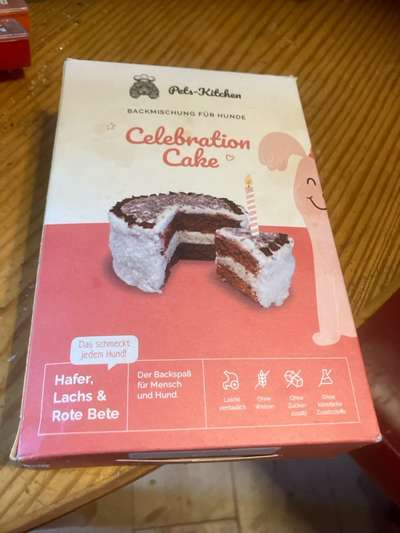 Pets-Kitchen
BACKMISCHUNG FÜR HUNDE
Celebration
Cake
Das schmeckt
jedem Hund!
Hafer,
Lachs &
Rote Bete
Der Backspaß
für Mensch
und Hund.
Leicht
verdaulich
Ohne
Weizen
Ohne
Zucker-
zusatz
Ohne
künstliche
Zusatzstoffe